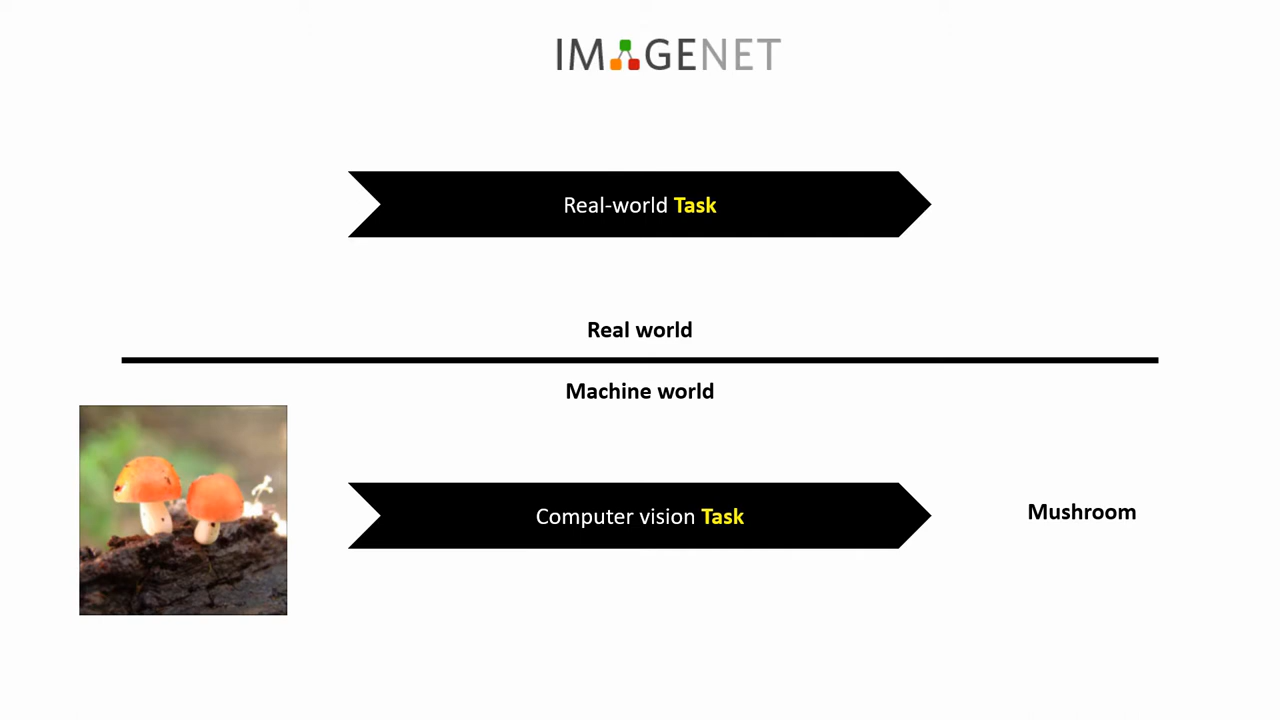 IMAGENET
Real-world Task
Real world
Machine world
Computer vision Task
Mushroom